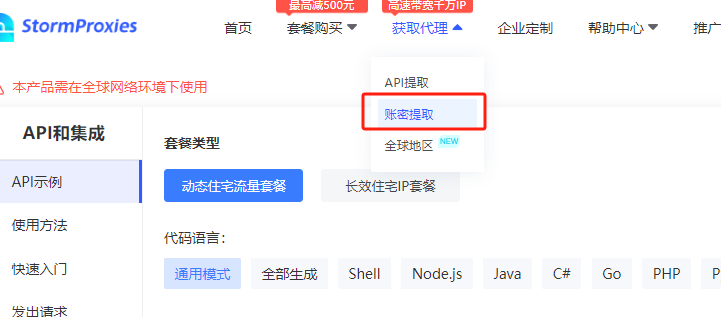 量高减500元 高速带宽千万IP
StormProxies 首页 套餐购买 获取代理 企业定制 帮助中心 推广
API提取
本产品需在全球网络环境下使用
账密提取
API和集成
套餐类型 全球地区 NEW
API示例 动态住宅流量套餐 长效住宅IP套餐
使用方法
代码语言：
快速入门 通用模式 全部生成 Shell Node.js Java C# Go PHP P
发出请求